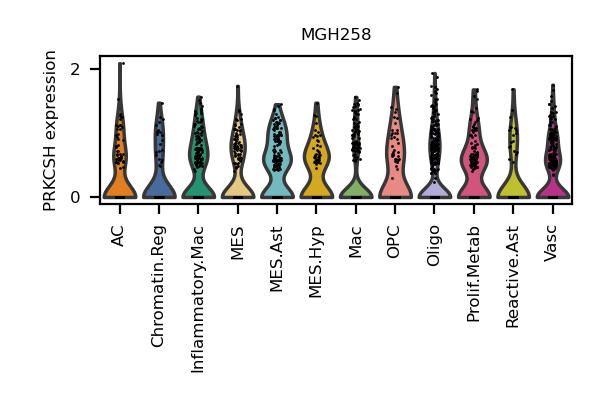 MGH258
PRKCSH expression
2
0
AC
Chromatin.Reg
Inflammatory.Mac
MES
MES.Ast
MES.Hyp
Mac
OPC
Oligo
Prolif.Metab
Reactive.Ast
Vasc